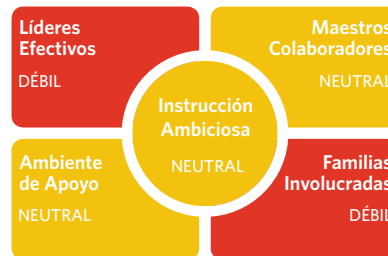 Líderes
Efectivos
DÉBIL
Maestros
Colaboradores
NEUTRAL
Instrucción
Ambiciosa
NEUTRAL
Ambiente
de Apoyo
NEUTRAL
Familias
Involucradas
DÉBIL